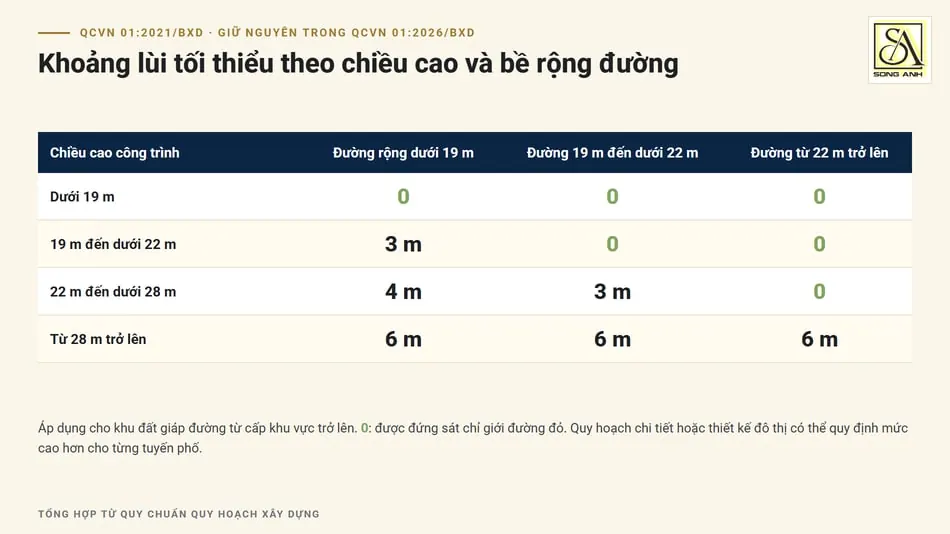 QCVN 01:2021/BXD · GIỮ NGUYÊN TRONG QCVN 01:2026/BXD
Khoảng lùi tối thiểu theo chiều cao và bề rộng đường
SA
SONG ANH
Chiều cao công trình Đường rộng dưới 19 m Đường 19 m đến dưới 22 m Đường từ 22 m trở lên
Dưới 19 m 0 0 0
19 m đến dưới 22 m 3 m 0 0
22 m đến dưới 28 m 4 m 3 m 0
Từ 28 m trở lên 6 m 6 m 6 m
Áp dụng cho khu đất giáp đường từ cấp khu vực trở lên. 0: được đứng sát chỉ giới đường đỏ. Quy hoạch chi tiết hoặc thiết kế đô thị có thể quy định mức
cao hơn cho từng tuyến phố.
TỔNG HỢP TỪ QUY CHUẨN QUY HOẠCH XÂY DỰNG